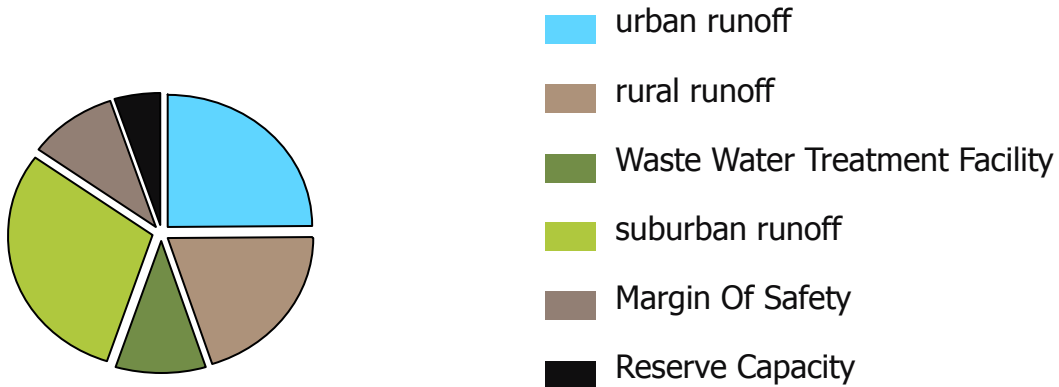 urban runoff
rural runoff
Waste Water Treatment Facility
suburban runoff
Margin Of Safety
Reserve Capacity